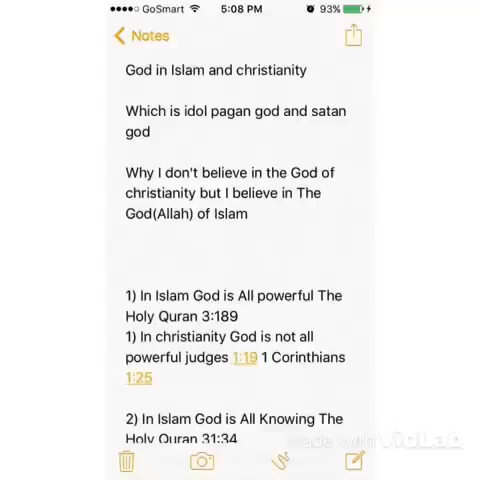 GoSmart 5:08 PM 93%
Notes
God in Islam and christianity
Which is idol pagan god and satan
god
Why I don't believe in the God of
christianity but I believe in The
God(Allah) of Islam
1) In Islam God is All powerful The
Holy Quran 3:189
1) In christianity God is not all
powerful judges 1:19 1 Corinthians
1:25
2) In Islam God is All Knowing The
Holy Quran 31:34
Made with VidLab